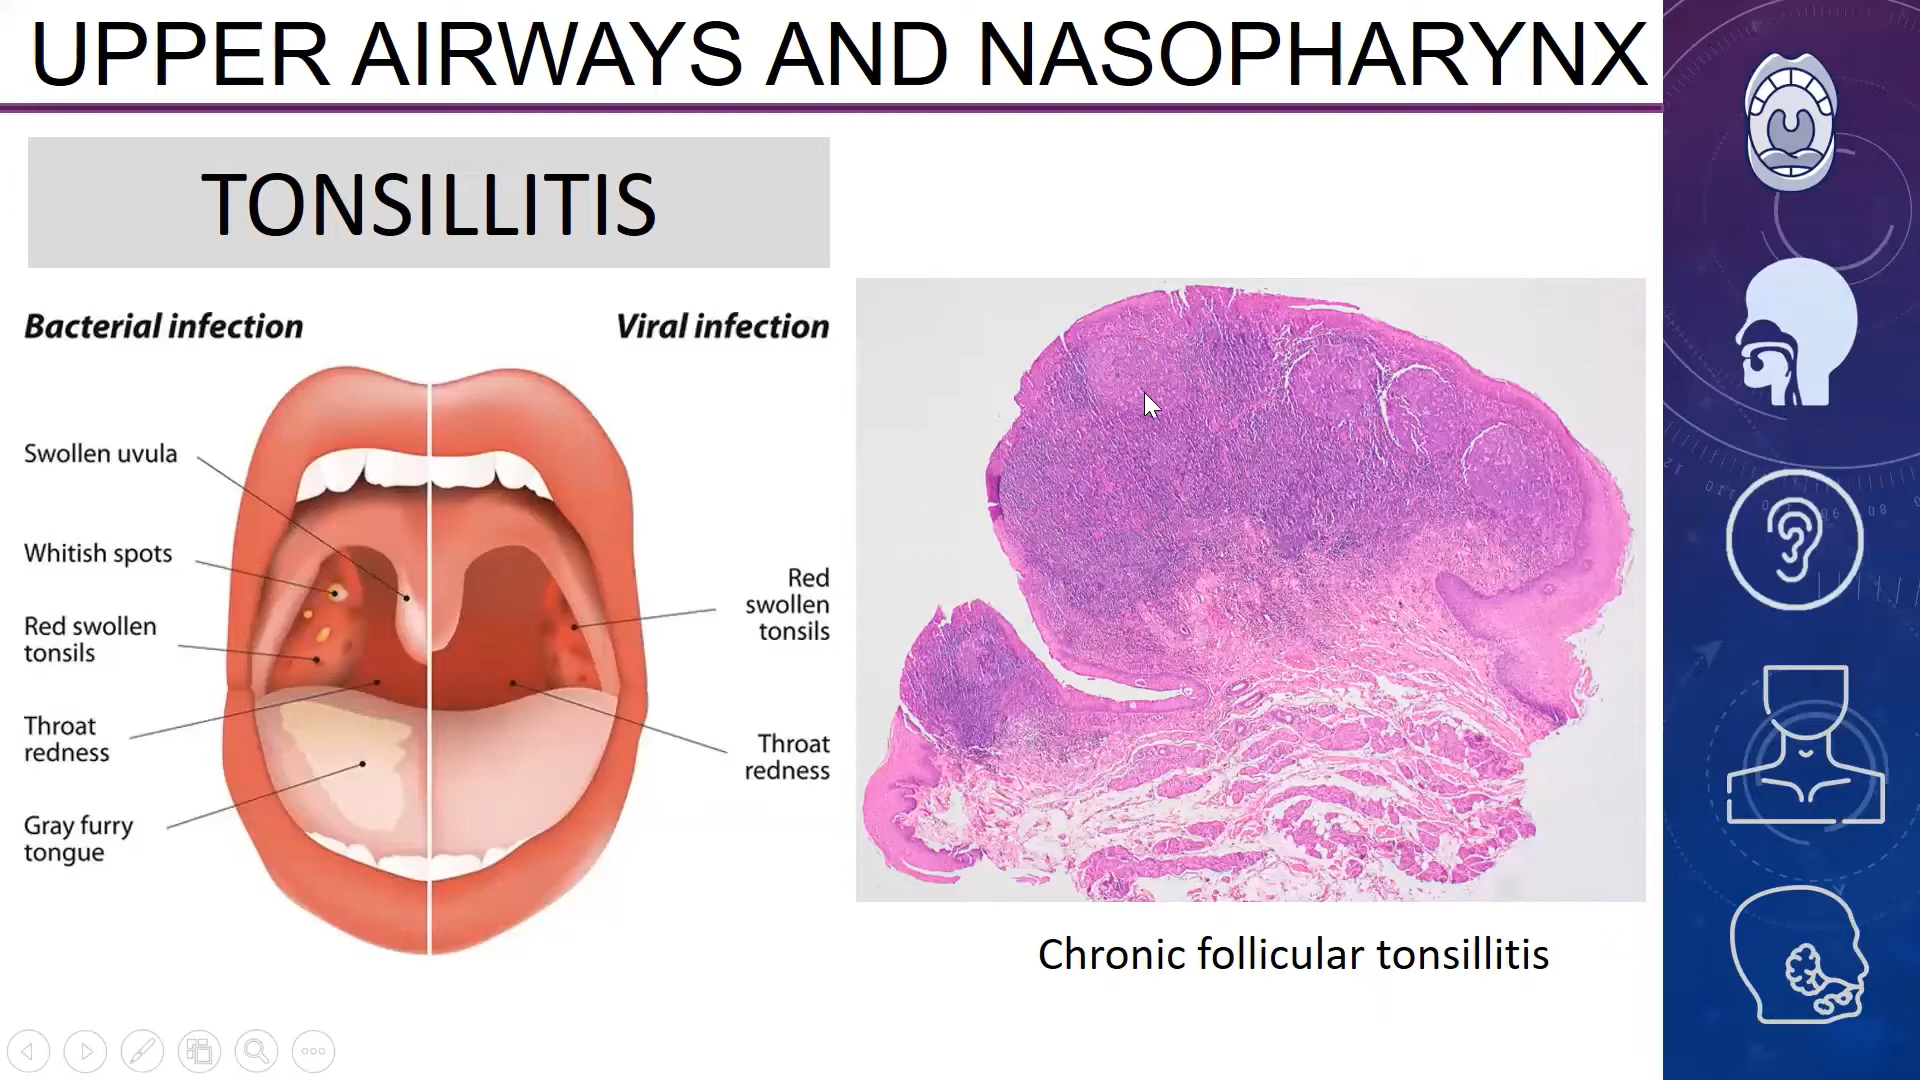 UPPER AIRWAYS AND NASOPHARYNX
TONSILLITIS
Bacterial infection
Viral infection
Swollen uvula
Whitish spots
Red swollen
tonsils
Throat
redness
Gray furry
tongue
Red
swollen
tonsils
Throat
redness
Chronic follicular tonsillitis